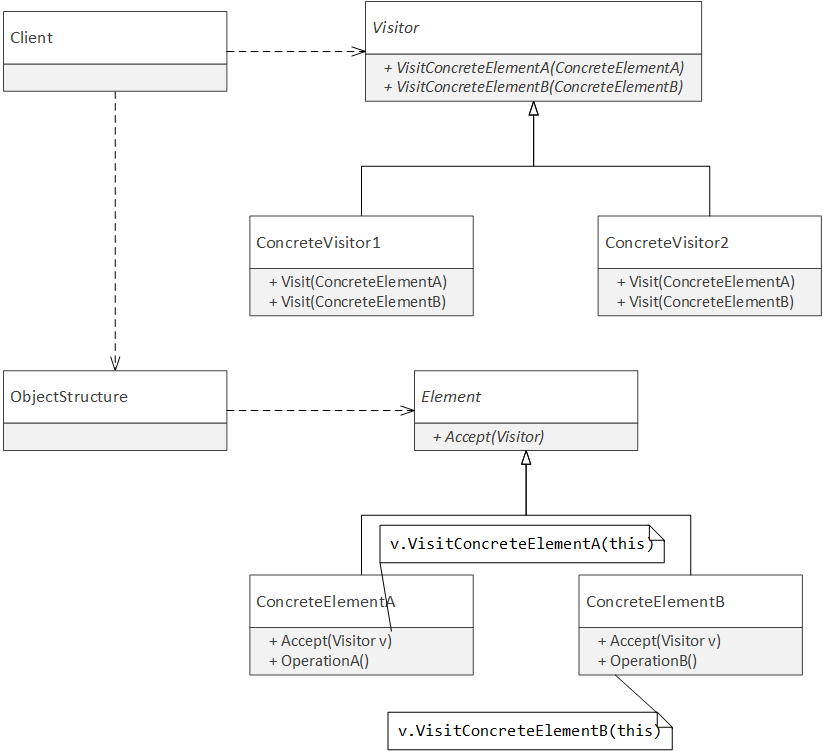 Client
Visitor
+ VisitConcreteElementA(ConcreteElementA)
+ VisitConcreteElementB(ConcreteElementB)
ConcreteVisitor1
+ Visit(ConcreteElementA)
+ Visit(ConcreteElementB)
ConcreteVisitor2
+ Visit(ConcreteElementA)
+ Visit(ConcreteElementB)
ObjectStructure
Element
+ Accept(Visitor)
v.VisitConcreteElementA(this)
ConcreteElementA
+ Accept(Visitor v)
+ OperationA()
ConcreteElementB
+ Accept(Visitor v)
+ OperationB()
v.VisitConcreteElementB(this)